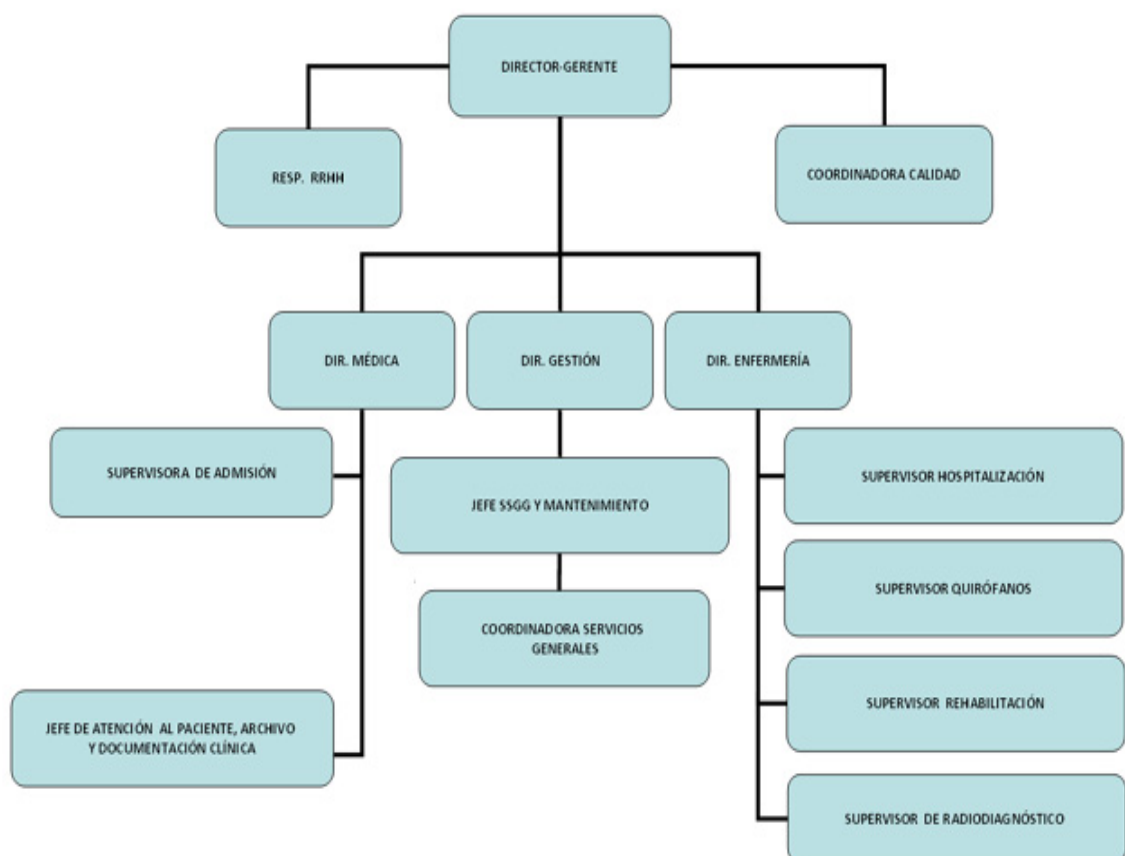 DIRECTOR-GERENTE
RESP. RRHH
COORDINADORA CALIDAD
DIR. MÉDICA
DIR. GESTIÓN
DIR. ENFERMERÍA
SUPERVISORA DE ADMISIÓN
JEFE SSGG Y MANTENIMIENTO
SUPERVISOR HOSPITALIZACIÓN
COORDINADORA SERVICIOS
GENERALES
SUPERVISOR QUIRÓFANOS
JEFE DE ATENCIÓN AL PACIENTE, ARCHIVO
Y DOCUMENTACIÓN CLÍNICA
SUPERVISOR REHABILITACIÓN
SUPERVISOR DE RADIODIAGNÓSTICO